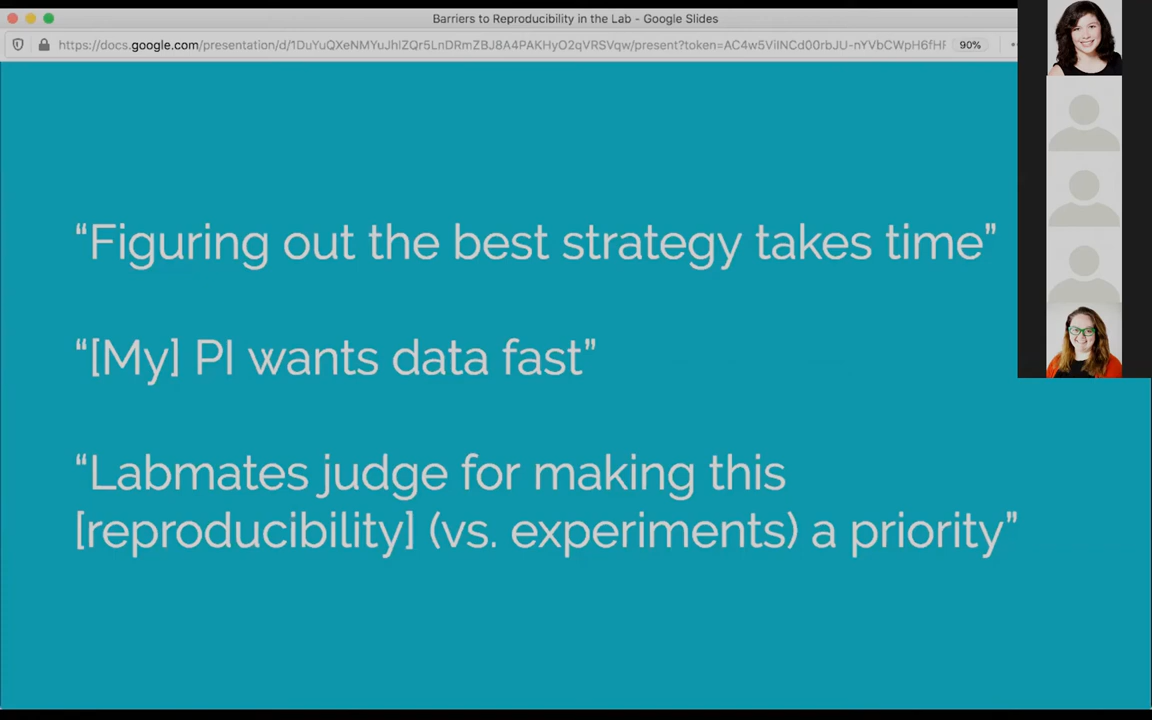 Barriers to Reproducibility in the Lab - Google Slides
90%
“Figuring out the best strategy takes time”
“[My] PI wants data fast”
“Labmates judge for making this
[reproducibility] (vs. experiments) a priority”